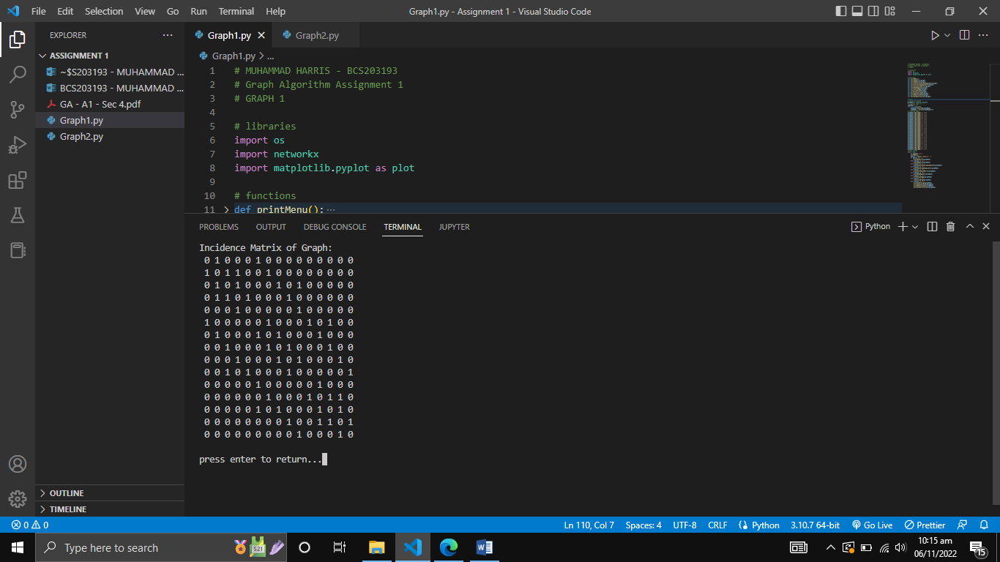 File Edit Selection View Go Run Terminal Help
Graph1.py - Assignment 1 - Visual Studio Code
EXPLORER
ASSIGNMENT 1
~$S203193 - MUHAMMAD ...
BCS203193 - MUHAMMAD ...
GA - A1 - Sec 4.pdf
Graph1.py
Graph2.py
OUTLINE
TIMELINE
Graph1.py Graph2.py
Graph1.py > ...
1 # MUHAMMAD HARRIS - BCS203193
2 # Graph Algorithm Assignment 1
3 # GRAPH 1
4
5 # libraries
6 import os
7 import networkx
8 import matplotlib.pyplot as plot
9
10 # functions
11 > def printMenu():...
PROBLEMS OUTPUT DEBUG CONSOLE TERMINAL JUPYTER
Python
Incidence Matrix of Graph:
0 1 0 0 0 1 0 0 0 0 0 0 0 0 0
1 0 1 1 0 0 1 0 0 0 0 0 0 0 0
0 1 0 1 0 0 0 1 0 1 0 0 0 0 0
0 1 1 0 1 0 0 0 1 0 0 0 0 0 0
0 0 0 1 0 0 0 0 0 1 0 0 0 0 0
1 0 0 0 0 0 1 0 0 0 1 0 1 0 0
0 1 0 0 0 1 0 1 0 0 0 1 0 0 0
0 0 1 0 0 0 1 0 1 0 0 0 1 0 0
0 0 0 1 0 0 0 1 0 1 0 0 0 1 0
0 0 1 0 1 0 0 0 1 0 0 0 0 0 1
0 0 0 0 0 1 0 0 0 0 0 1 0 0 0
0 0 0 0 0 0 1 0 0 0 1 0 1 1 0
0 0 0 0 0 1 0 1 0 0 0 1 0 1 0
0 0 0 0 0 0 0 0 1 0 0 1 1 0 1
0 0 0 0 0 0 0 0 0 1 0 0 0 1 0
press enter to return...
0 0
Ln 110, Col 7 Spaces: 4 UTF-8 CRLF Python 3.10.7 64-bit Go Live Prettier
Type here to search
521
10:15 am
06/11/2022
15